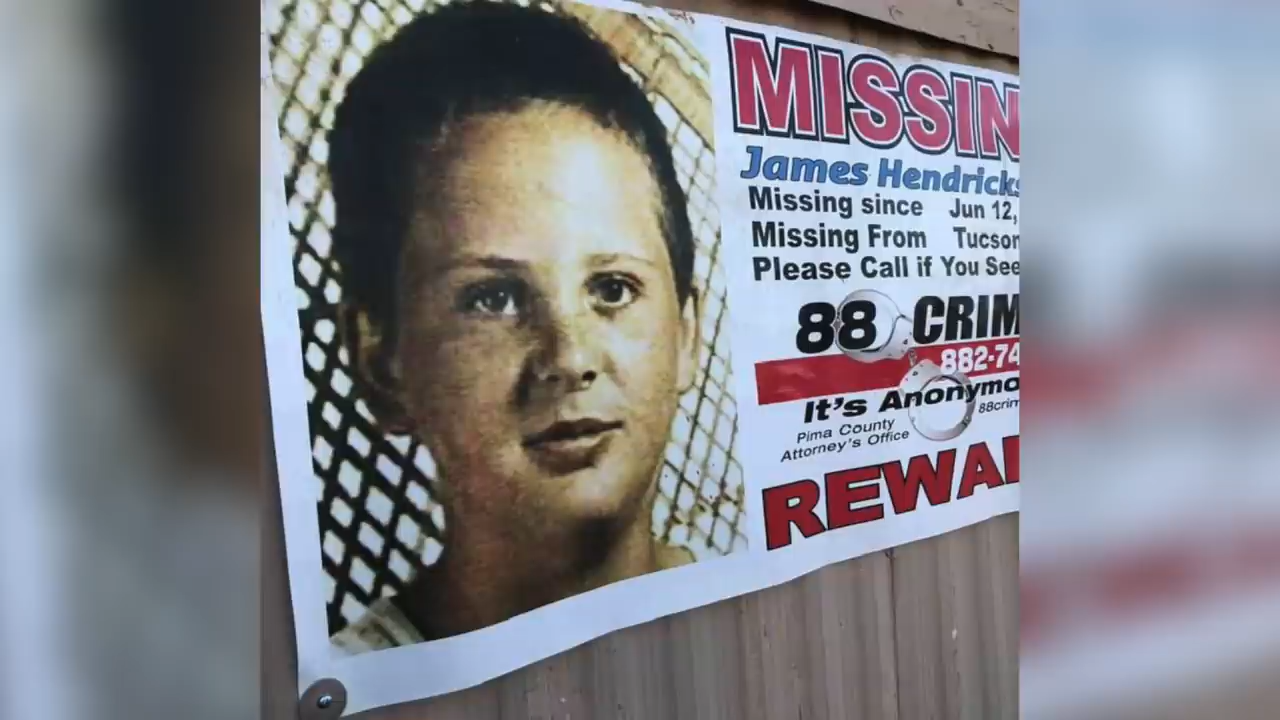 MISSIN
James Hendricks
Missing since Jun 12,
Missing From Tucson
Please Call if You See
88 CRIM
882-74
It's Anonymo
88crim
Pima County
Attorney's Office
REWA